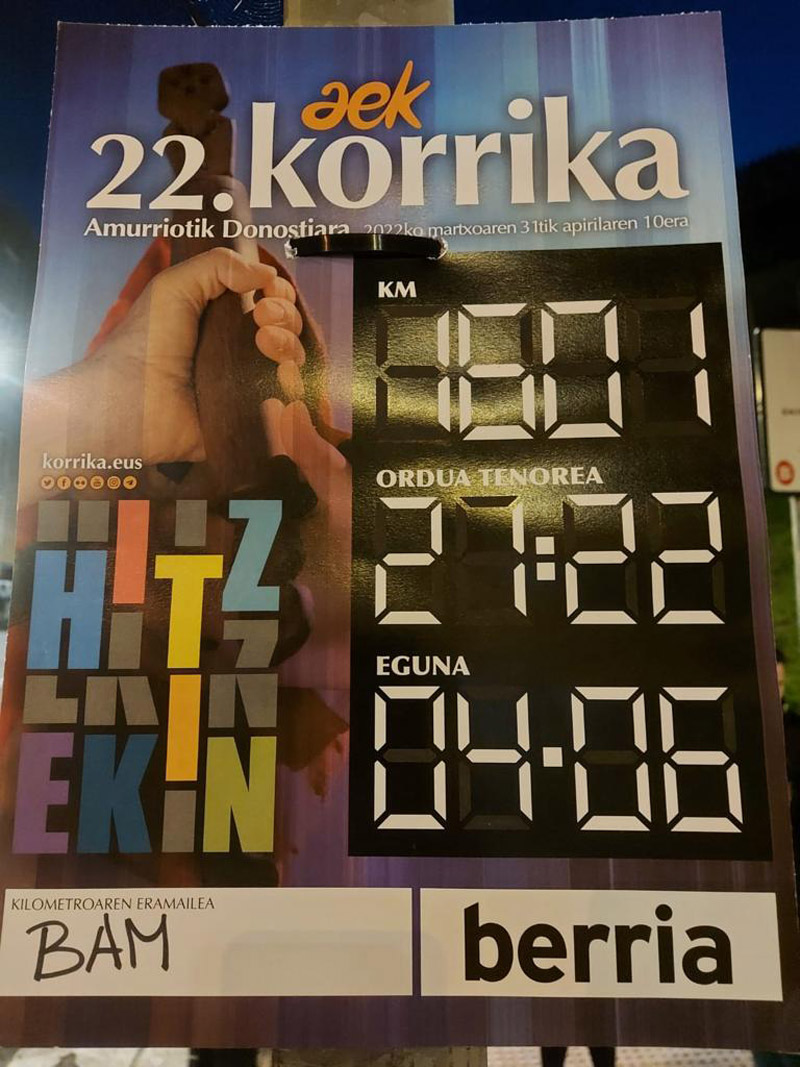 aek
22. korrika
Amurriotik Donostiara 2022ko martxoaren 31tik apirilaren 10era
KM
1601
korrika.eus
ORDUA TENOREA
21:22
HITZ
EKIN
EGUNA
04.06
KILOMETROAREN ERAMAILEA
BAM
berria